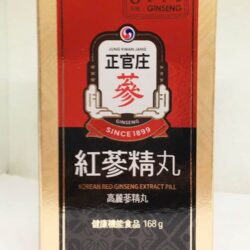 GINSENG
JUNG KWAN JANG
正官庄
蔘
GINSENG
SINCE 1899
紅蔘精丸
KOREAN RED GINSENG EXTRACT PILL
高麗蔘精丸
健康機能食品 168 g